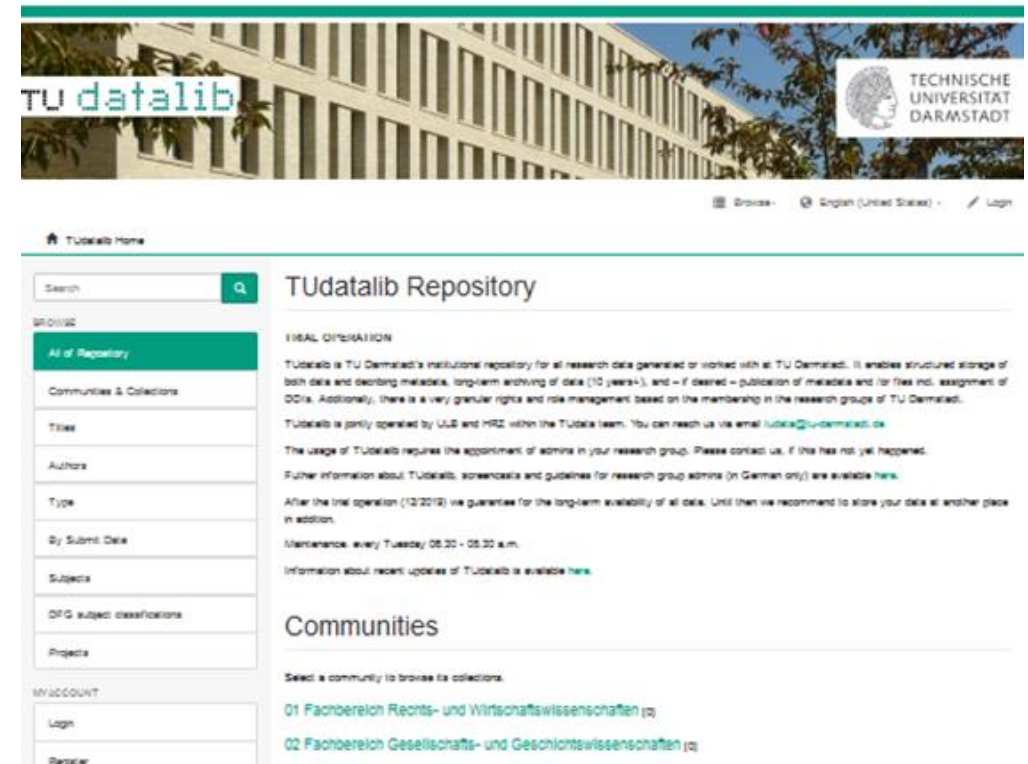 TU datalib
TECHNISCHE
UNIVERSITÄT
DARMSTADT
Browse
English (United States)
Login
TUdatalib Home
Search
BROWSE
All of Repository
Communities & Collections
Titles
Authors
Type
By Submit Date
Subjects
DFG subject classifications
Projects
MY ACCOUNT
Login
Register
TUdatalib Repository
TRIAL OPERATION
TUdatalib is TU Darmstadt's institutional repository for all research data generated or worked with at TU Darmstadt. It enables structured storage of
both data and decribing metadata, long-term archiving of data (10 years+), and – if desired – publication of metadata and /or files incl. assignment of
DOIs. Additionally, there is a very granular rights and role management based on the membership in the research groups of TU Darmstadt.
TUdatalib is jointly operated by ULB and HRZ within the TUdata team. You can reach us via email tudata@tu-darmstadt.de
The usage of TUdatalib requires the appointment of admins in your research group. Please contact us, if this has not yet happened.
Futher information about TUdatalib, screencasts and guidelines for research group admins (in German only) are available here.
After the trial operation (12/2019) we guarantee for the long-term availability of all data. Until then we recommend to store your data at another place
in addition.
Maintenance: every Tuesday a.m.
Information about recent updates of TUdatalib is available here.
Communities
Select a community to browse its collections.
01 Fachbereich Rechts- und Wirtschaftswissenschaften [0]
02 Fachbereich Gesellschafts- und Geschichtswissenschaften [0]